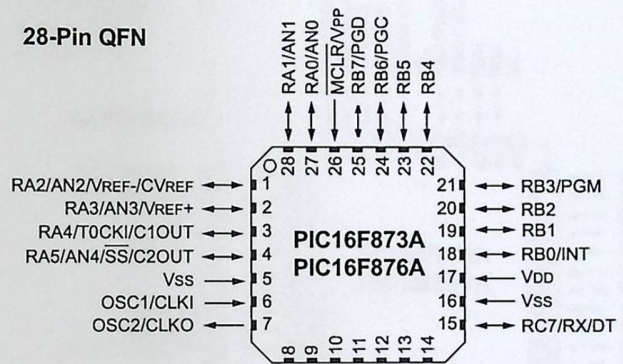 28-Pin QFN
RA1/AN1
RA0/AN0
MCLR/VPP
RB7/PGD
RB6/PGC
RB5
RB4
28
27
26
25
24
23
22
RA2/AN2/VREF-/CVREF
1
RA3/AN3/VREF+
2
RA4/T0CKI/C1OUT
3
RA5/AN4/SS/C2OUT
4
VSS
5
OSC1/CLKI
6
OSC2/CLKO
7
PIC16F873A
PIC16F876A
21
RB3/PGM
20
RB2
19
RB1
18
RB0/INT
17
VDD
16
VSS
15
RC7/RX/DT
8
9
10
11
12
13
14